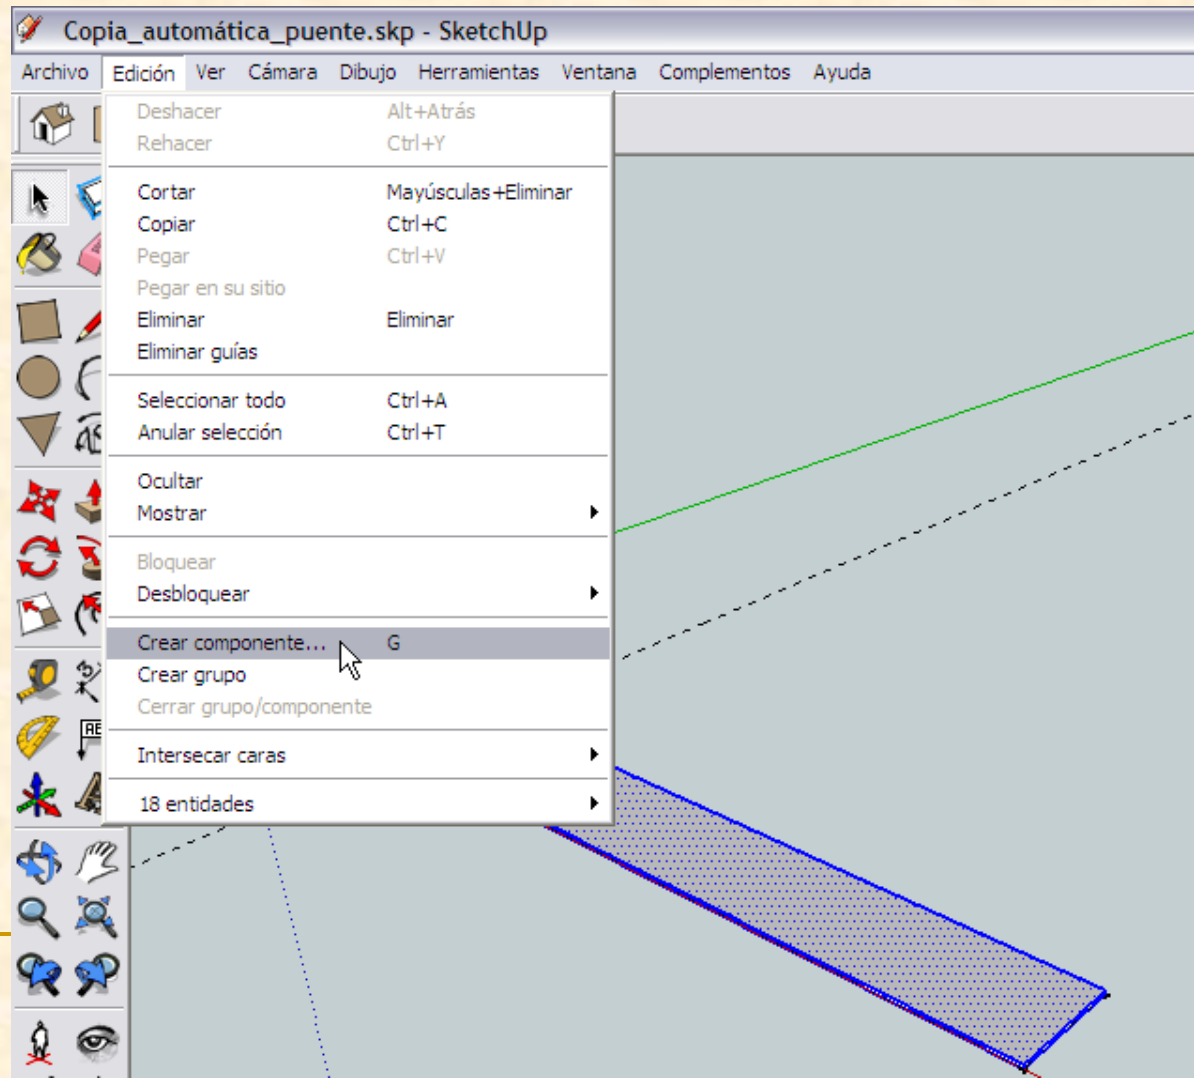 Copia_automática_puente.skp - SketchUp
Archivo Edición Ver Cámara Dibujo Herramientas Ventana Complementos Ayuda
Deshacer Alt+Atrás
Rehacer Ctrl+Y
Cortar Mayúsculas+Eliminar
Copiar Ctrl+C
Pegar Ctrl+V
Pegar en su sitio
Eliminar Eliminar
Eliminar guías
Seleccionar todo Ctrl+A
Anular selección Ctrl+T
Ocultar
Mostrar
Bloquear
Desbloquear
Crear componente... G
Crear grupo
Cerrar grupo/componente
Intersecar caras
18 entidades